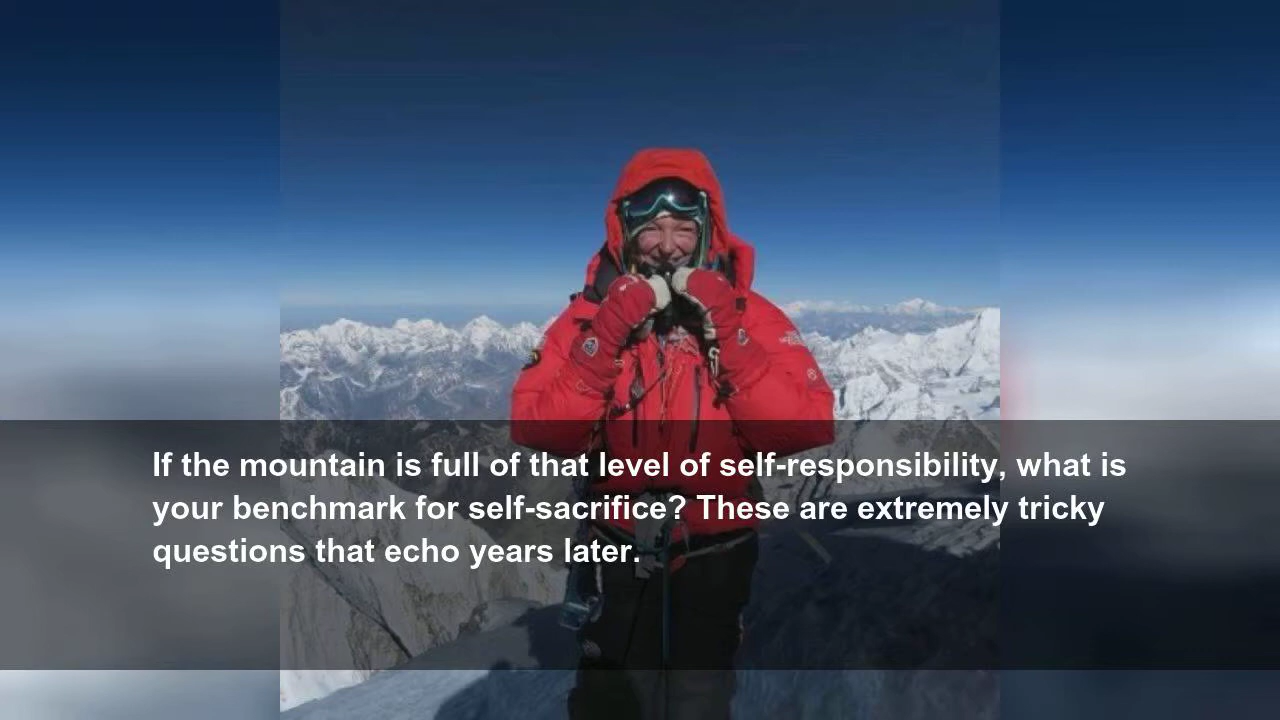 If the mountain is full of that level of self-responsibility, what is
your benchmark for self-sacrifice? These are extremely tricky
questions that echo years later.